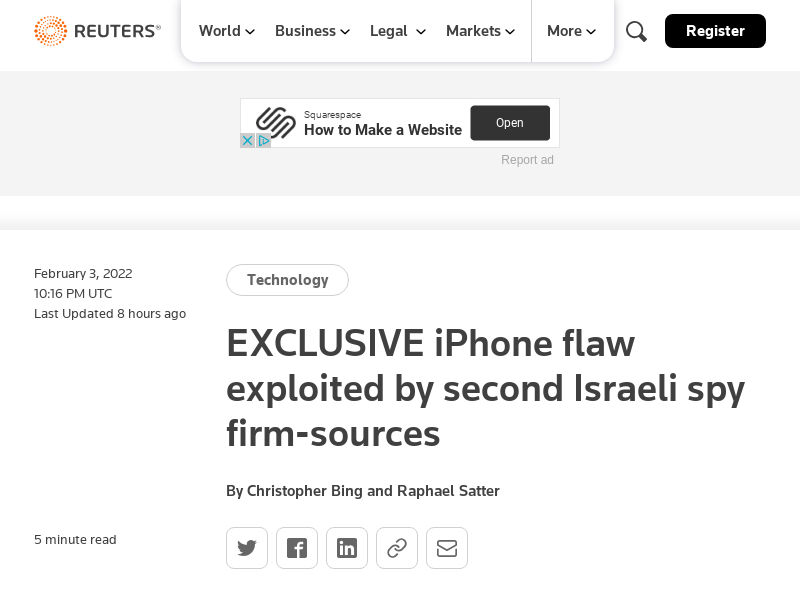 REUTERS®
World
Business
Legal
Markets
More
Register
Squarespace
How to Make a Website
Open
Report ad
February 3, 2022
10:16 PM UTC
Last Updated 8 hours ago
Technology
EXCLUSIVE iPhone flaw
exploited by second Israeli spy
firm-sources
By Christopher Bing and Raphael Satter
5 minute read